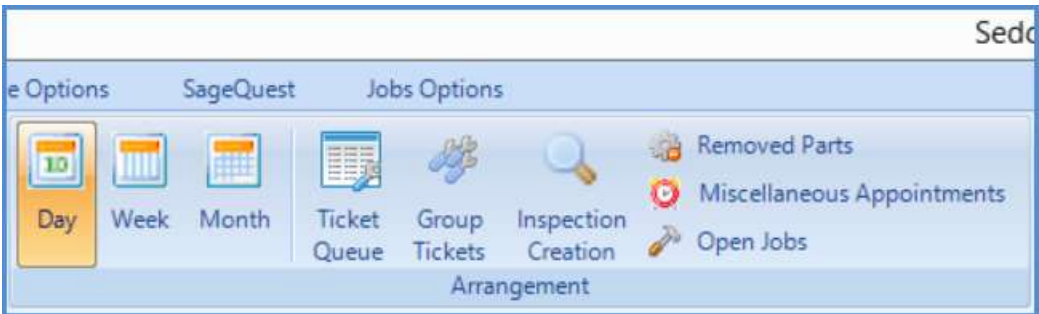 Sedo
e Options SageQuest Jobs Options
10
Day Week Month Ticket Queue Group Tickets Inspection Creation
Removed Parts
Miscellaneous Appointments
Open Jobs
Arrangement